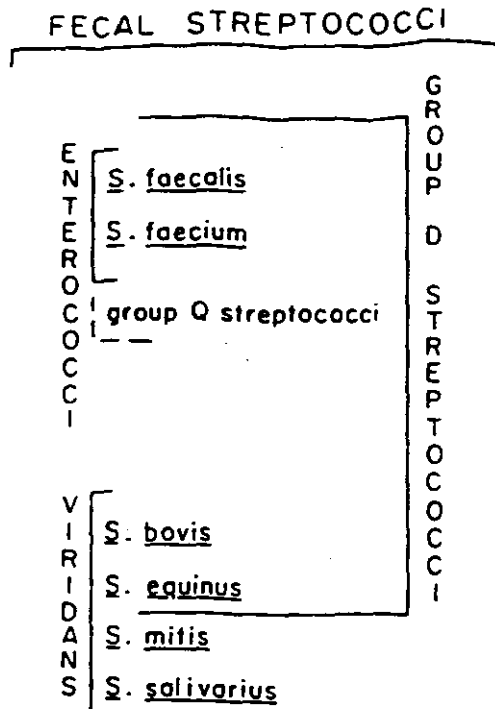 FECAL STREPTOCOCCI
GROUP D STREPTOCOCCI
ENTEROCOCCI
S. faecalis
S. faecium
group Q streptococci
VIRIDANS
S. bovis
S. equinus
S. mitis
S. salivarius